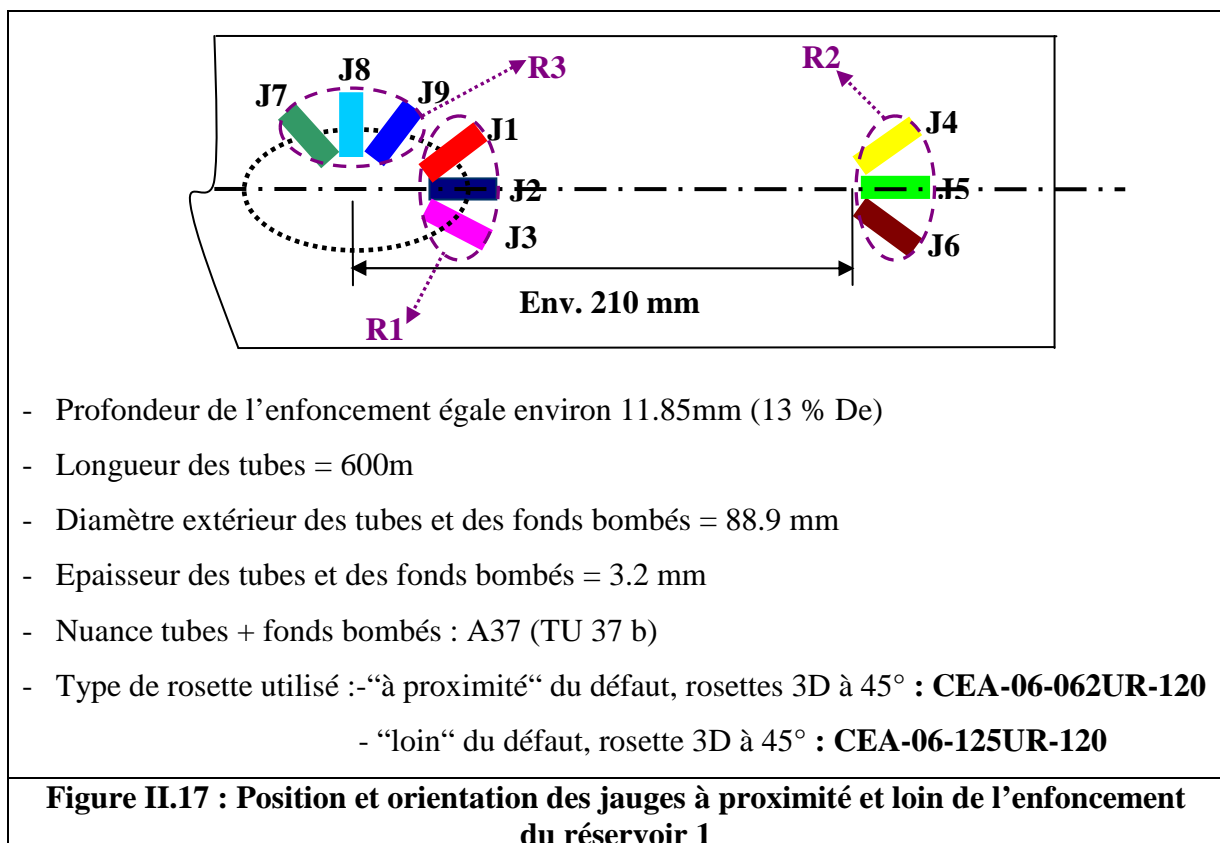 R3
R2
J8
J7
J9
J1
J4
J2
J5
J3
J6
Env. 210 mm
R1
- Profondeur de l’enfoncement égale environ 11.85mm (13 % De)
- Longueur des tubes = 600m
- Diamètre extérieur des tubes et des fonds bombés = 88.9 mm
- Epaisseur des tubes et des fonds bombés = 3.2 mm
- Nuance tubes + fonds bombés : A37 (TU 37 b)
- Type de rosette utilisé :-“à proximité“ du défaut, rosettes 3D à 45° : CEA-06-062UR-120
- “loin“ du défaut, rosette 3D à 45° : CEA-06-125UR-120
Figure II.17 : Position et orientation des jauges à proximité et loin de l’enfoncement
du réservoir 1